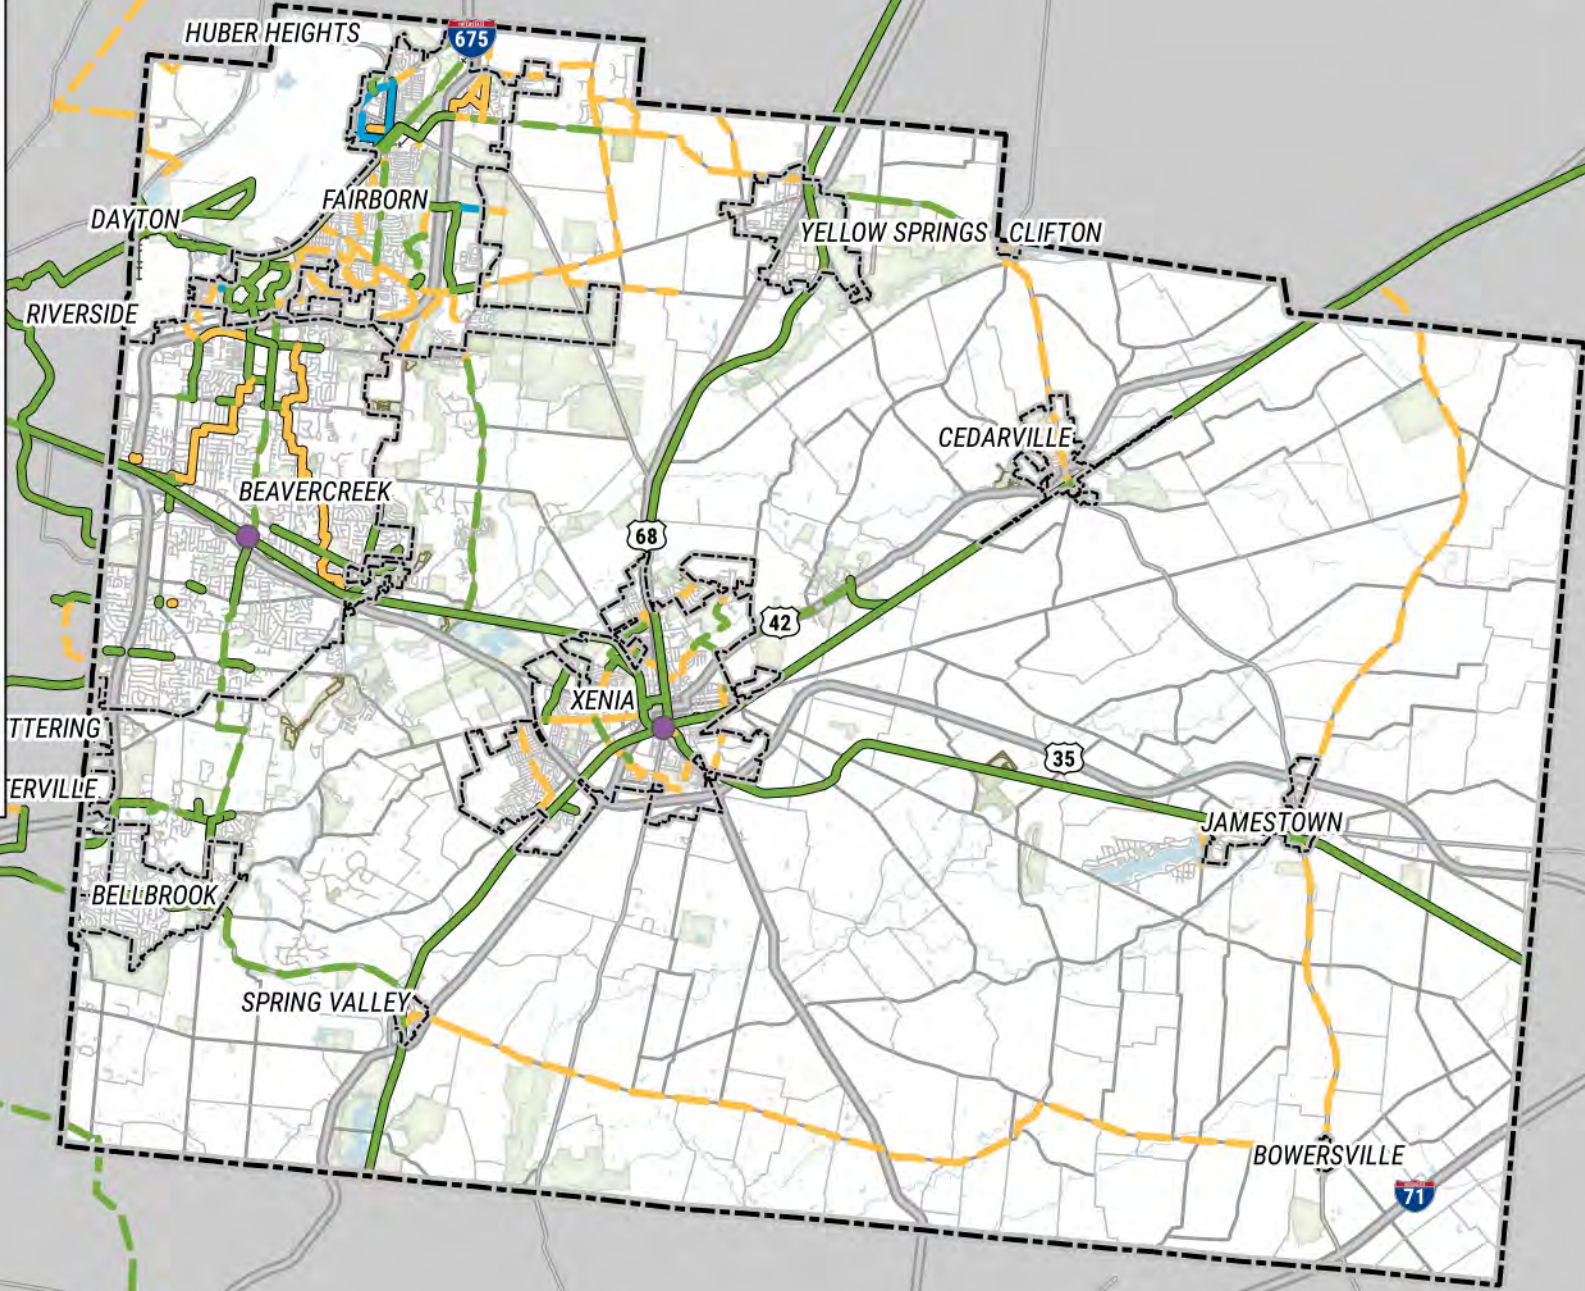 HUBER HEIGHTS
675
FAIRBORN
DAYTON
YELLOW SPRINGS
CLIFTON
RIVERSIDE
CEDARVILLE
BEAVERCREEK
68
42
XENIA
TTERING
35
TERVILLE
JAMESTOWN
BELLBROOK
SPRING VALLEY
BOWERSVILLE
71